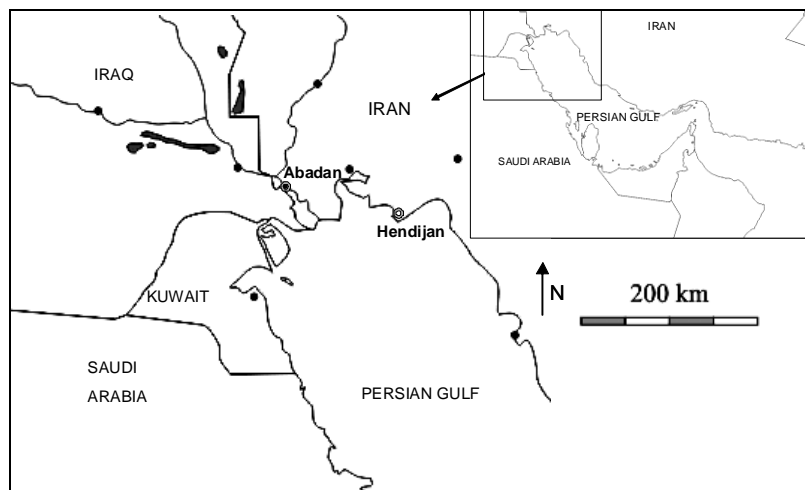 IRAQ
IRAN
IRAN
PERSIAN GULF
SAUDI ARABIA
Abadan
Hendijan
N
200 km
KUWAIT
SAUDI
ARABIA
PERSIAN GULF